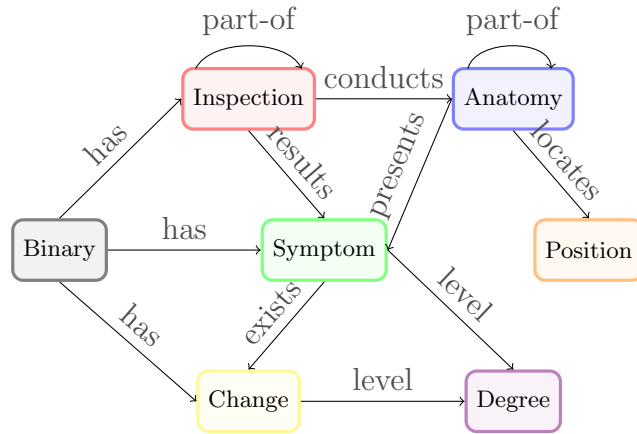 part-of
part-of
Inspection
conducts
Anatomy
has
results
presents
locates
Binary
has
Symptom
Position
has
exists
level
Change
level
Degree